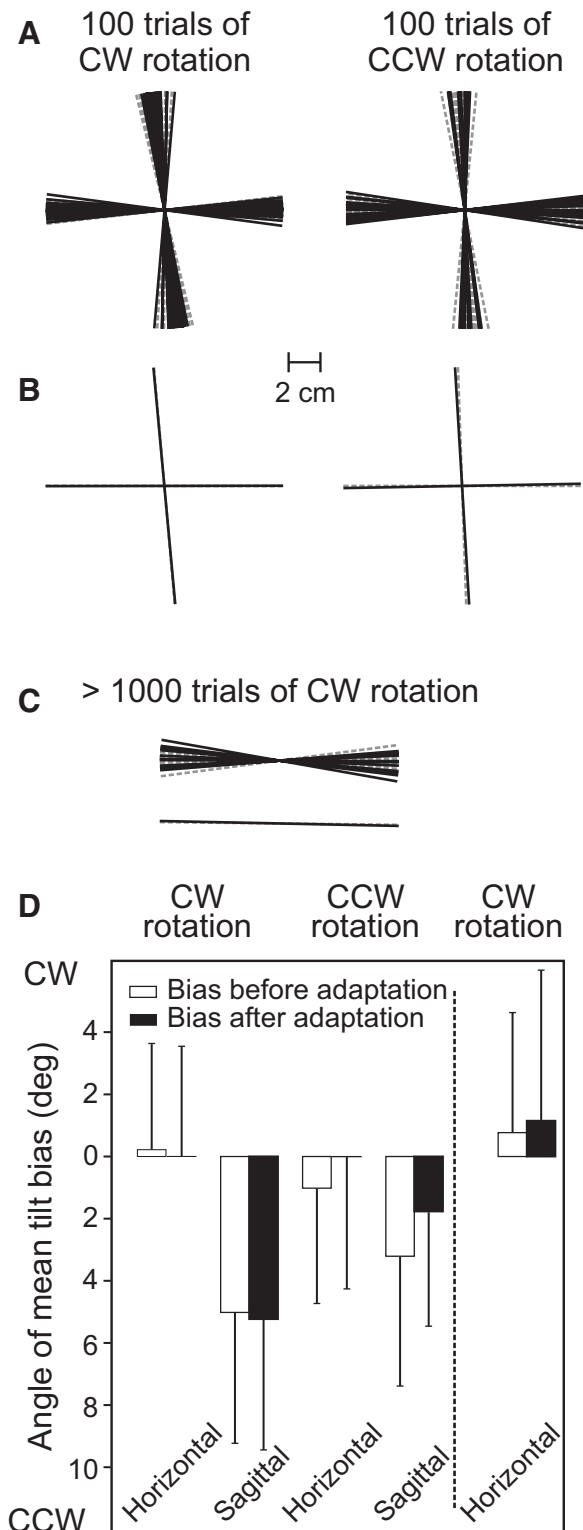 A
100 trials of
CW rotation
100 trials of
CCW rotation
B
2 cm
C
> 1000 trials of CW rotation
D
CW
rotation
CCW
rotation
CW
rotation
CW
Bias before adaptation
Bias after adaptation
4
2
0
2
4
6
8
10
Angle of mean tilt bias (deg)
CCW
Horizontal
Sagittal
Horizontal
Sagittal
Horizontal